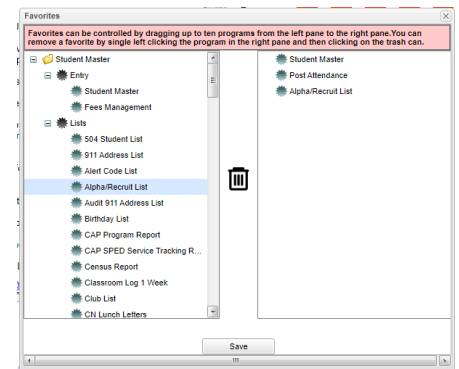 Favorites
Favorites can be controlled by dragging up to ten programs from the left pane to the right pane.You can
remove a favorite by single left clicking the program in the right pane and then clicking on the trash can.
Student Master
Entry
Student Master
Fees Management
Lists
504 Student List
911 Address List
Alert Code List
Alpha/Recruit List
Audit 911 Address List
Birthday List
CAP Program Report
CAP SPED Service Tracking R...
Census Report
Classroom Log 1 Week
Club List
CN Lunch Letters
Student Master
Post Attendance
Alpha/Recruit List
Save